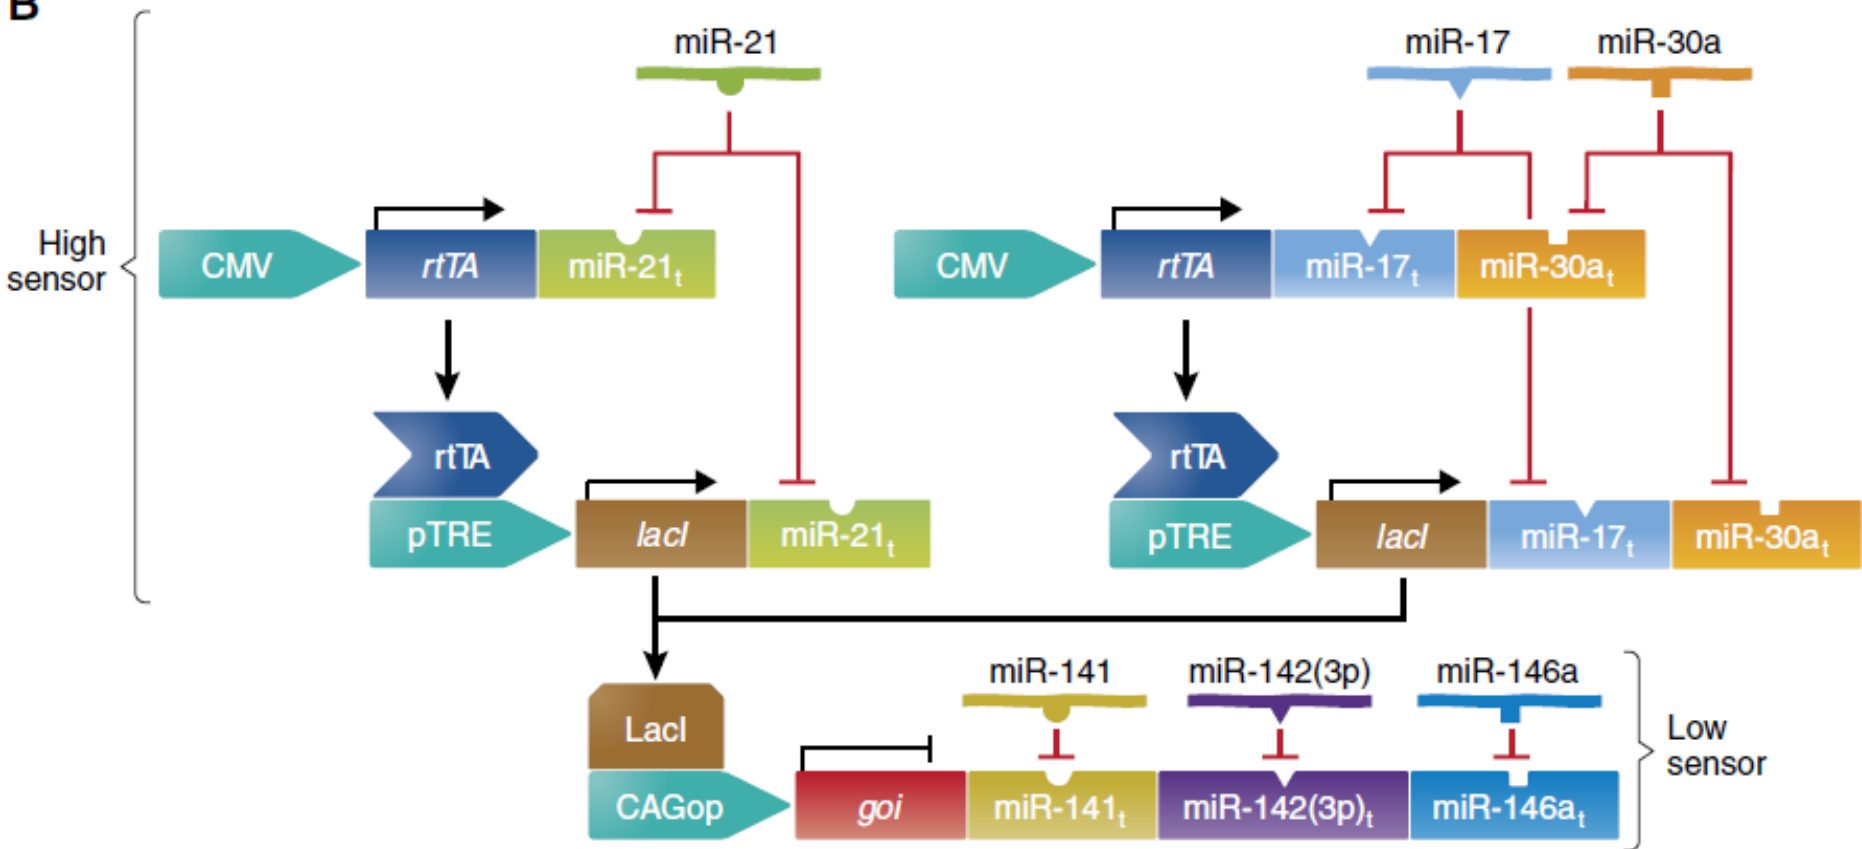 B
miR-21
miR-17
miR-30a
High
sensor
CMV
rtTA
miR-21t
CMV
rtTA
miR-17t
miR-30at
rtTA
pTRE
lacI
miR-21t
rtTA
pTRE
lacI
miR-17t
miR-30at
miR-141
miR-142(3p)
miR-146a
LacI
Low
sensor
CAGop
goi
miR-141t
miR-142(3p)t
miR-146at